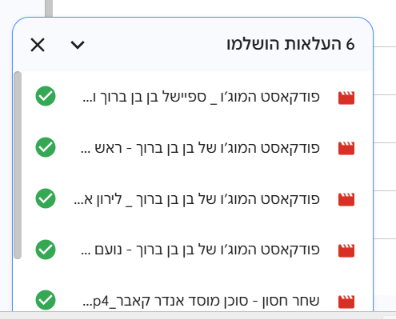 6 העלאות הושלמו
פודקאסט המוג'ו _ ספיישל בן בן ברוך ו...
פודקאסט המוג'ו של בן בן ברוך - ראש ...
פודקאסט המוג'ו של בן בן ברוך _ לירון א...
פודקאסט המוג'ו של בן בן ברוך - נועם ...
שחר חסון - סוכן מוסד אנדר קאבר_p4...